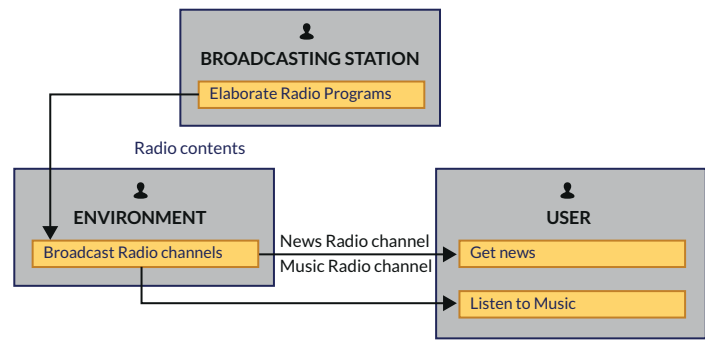 BROADCASTING STATION
Elaborate Radio Programs
Radio contents
ENVIRONMENT
Broadcast Radio channels
News Radio channel
Music Radio channel
USER
Get news
Listen to Music